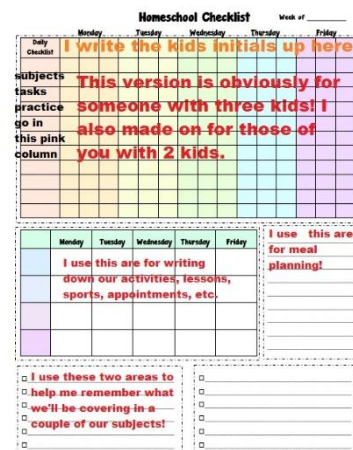 Homeschool Checklist Week of
Monday Tuesday Wednesday Thursday Friday
Daily
Checklist
I write the kids initials up here
subjects
tasks
practice
go in
this pink
column
This version is obviously for
someone with three kids! I
also made on for those of
you with 2 kids.
Monday Tuesday Wednesday Thursday Friday
I use this are for writing
down our activities, lessons,
sports, appointments, etc.
I use this are
for meal
planning!
I use these two areas to
help me remember what
we'll be covering in a
couple of our subjects!